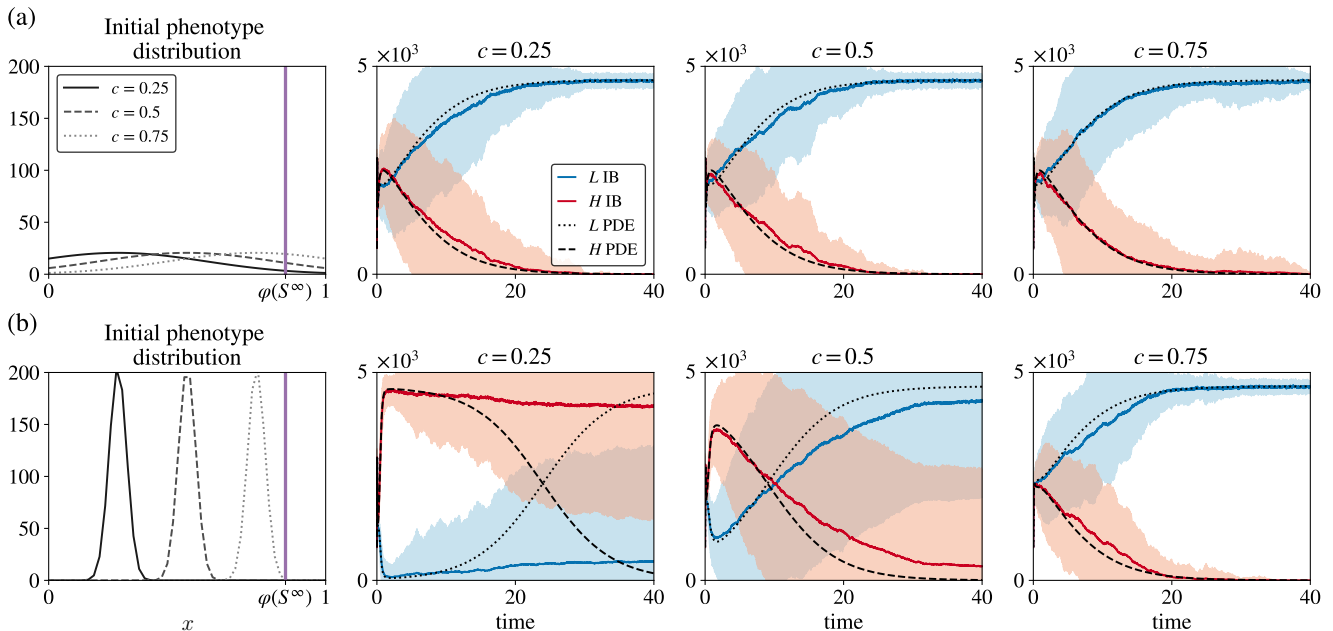 (a)
Initial phenotype
distribution
200
150
100
50
0
c = 0.25
c = 0.5
c = 0.75
0
φ(S^∞)
1
c = 0.25
×10³
5
0
0
20
40
L IB
H IB
L PDE
H PDE
c = 0.5
×10³
5
0
0
20
40
c = 0.75
×10³
5
0
0
20
40
(b)
Initial phenotype
distribution
200
150
100
50
0
0
φ(S^∞)
1
x
c = 0.25
×10³
5
0
0
20
40
time
c = 0.5
×10³
5
0
0
20
40
time
c = 0.75
×10³
5
0
0
20
40
time